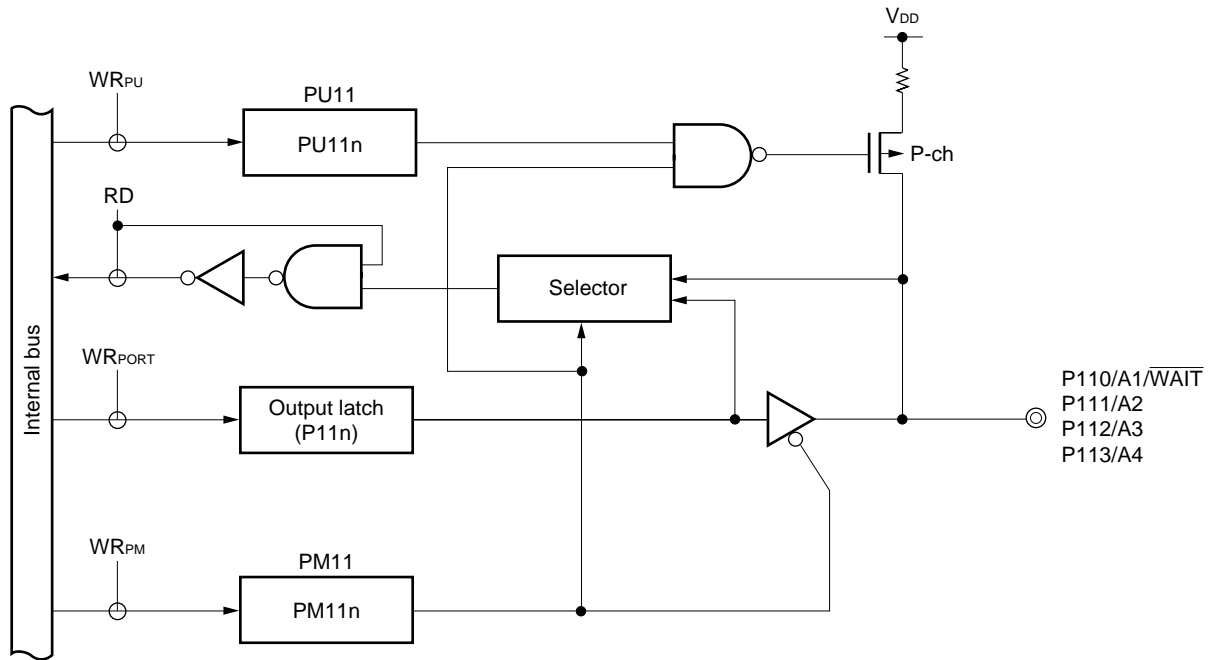 VDD
WRPU
PU11
PU11n
P-ch
RD
Selector
Internal bus
WRPORT
Output latch
(P11n)
P110/A1/WAIT
P111/A2
P112/A3
P113/A4
WRPM
PM11
PM11n